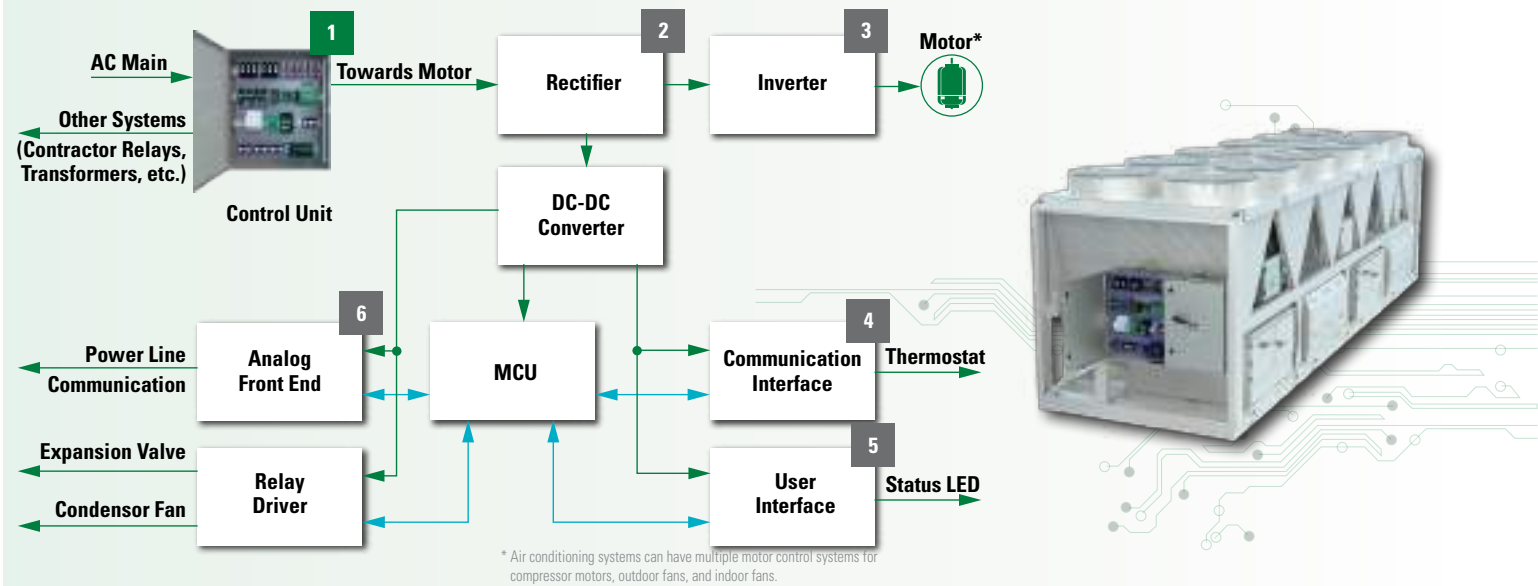 1
2
3
AC Main
Towards Motor
Rectifier
Inverter
Motor*
Other Systems
(Contractor Relays,
Transformers, etc.)
Control Unit
DC-DC
Converter
6
4
Power Line
Communication
Analog
Front End
MCU
Communication
Interface
Thermostat
5
Expansion Valve
Condensor Fan
Relay
Driver
User
Interface
Status LED
* Air conditioning systems can have multiple motor control systems for
compressor motors, outdoor fans, and indoor fans.